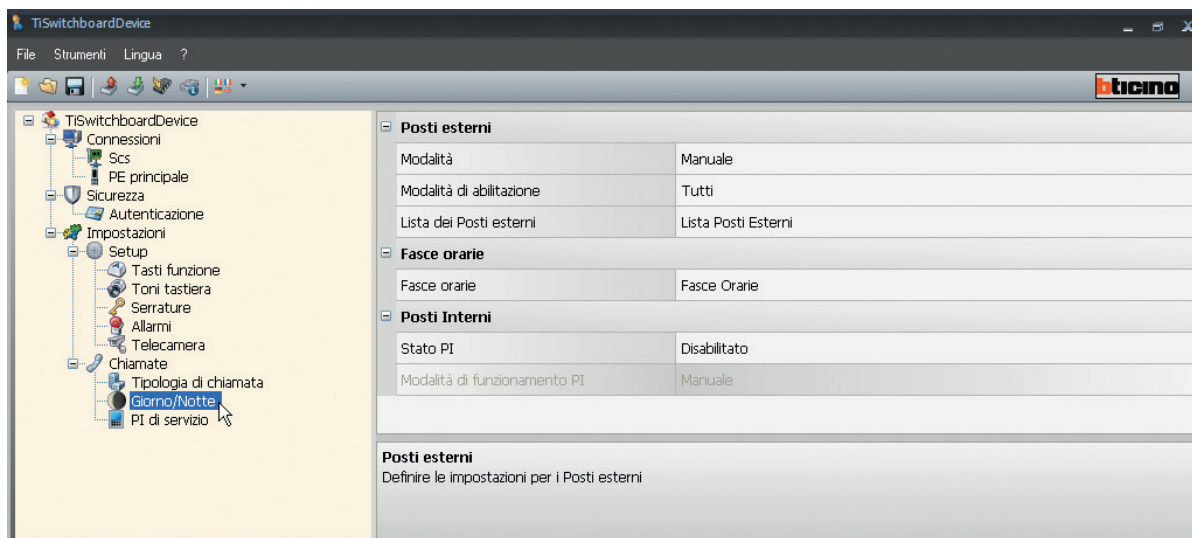 TiSwitchboardDevice
File Strumenti Lingua ?
bticino
TiSwitchboardDevice
Connessioni
Scs
PE principale
Sicurezza
Autenticazione
Impostazioni
Setup
Tasti funzione
Toni tastiera
Serrature
Allarmi
Telecamera
Chiamate
Tipologia di chiamata
Giorno/Notte
PI di servizio
Posti esterni
Modalità Manuale
Modalità di abilitazione Tutti
Lista dei Posti esterni Lista Posti Esterni
Fasce orarie
Fasce orarie Fasce Orarie
Posti Interni
Stato PI Disabilitato
Modalità di funzionamento PI Manuale
Posti esterni
Definire le impostazioni per i Posti esterni